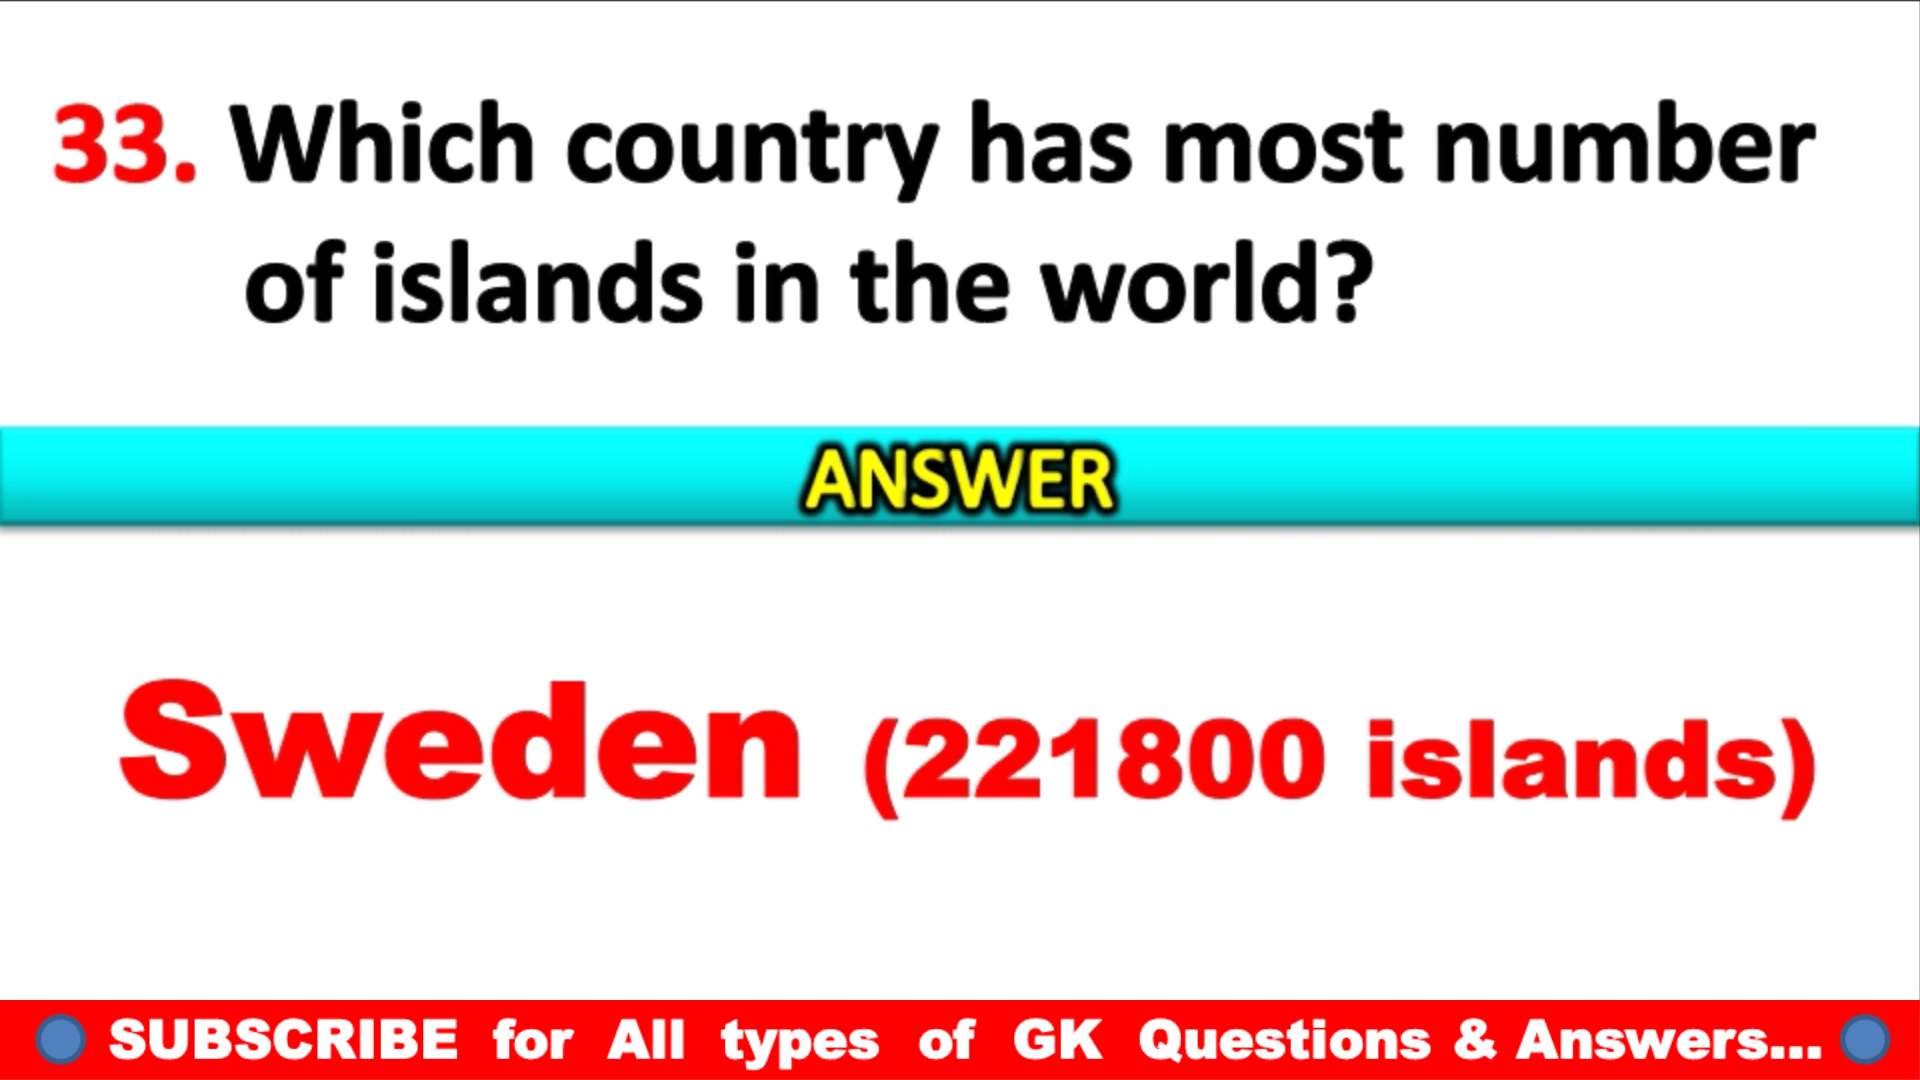 33. Which country has most number
of islands in the world?
ANSWER
Sweden (221800 islands)
SUBSCRIBE for All types of GK Questions & Answers...